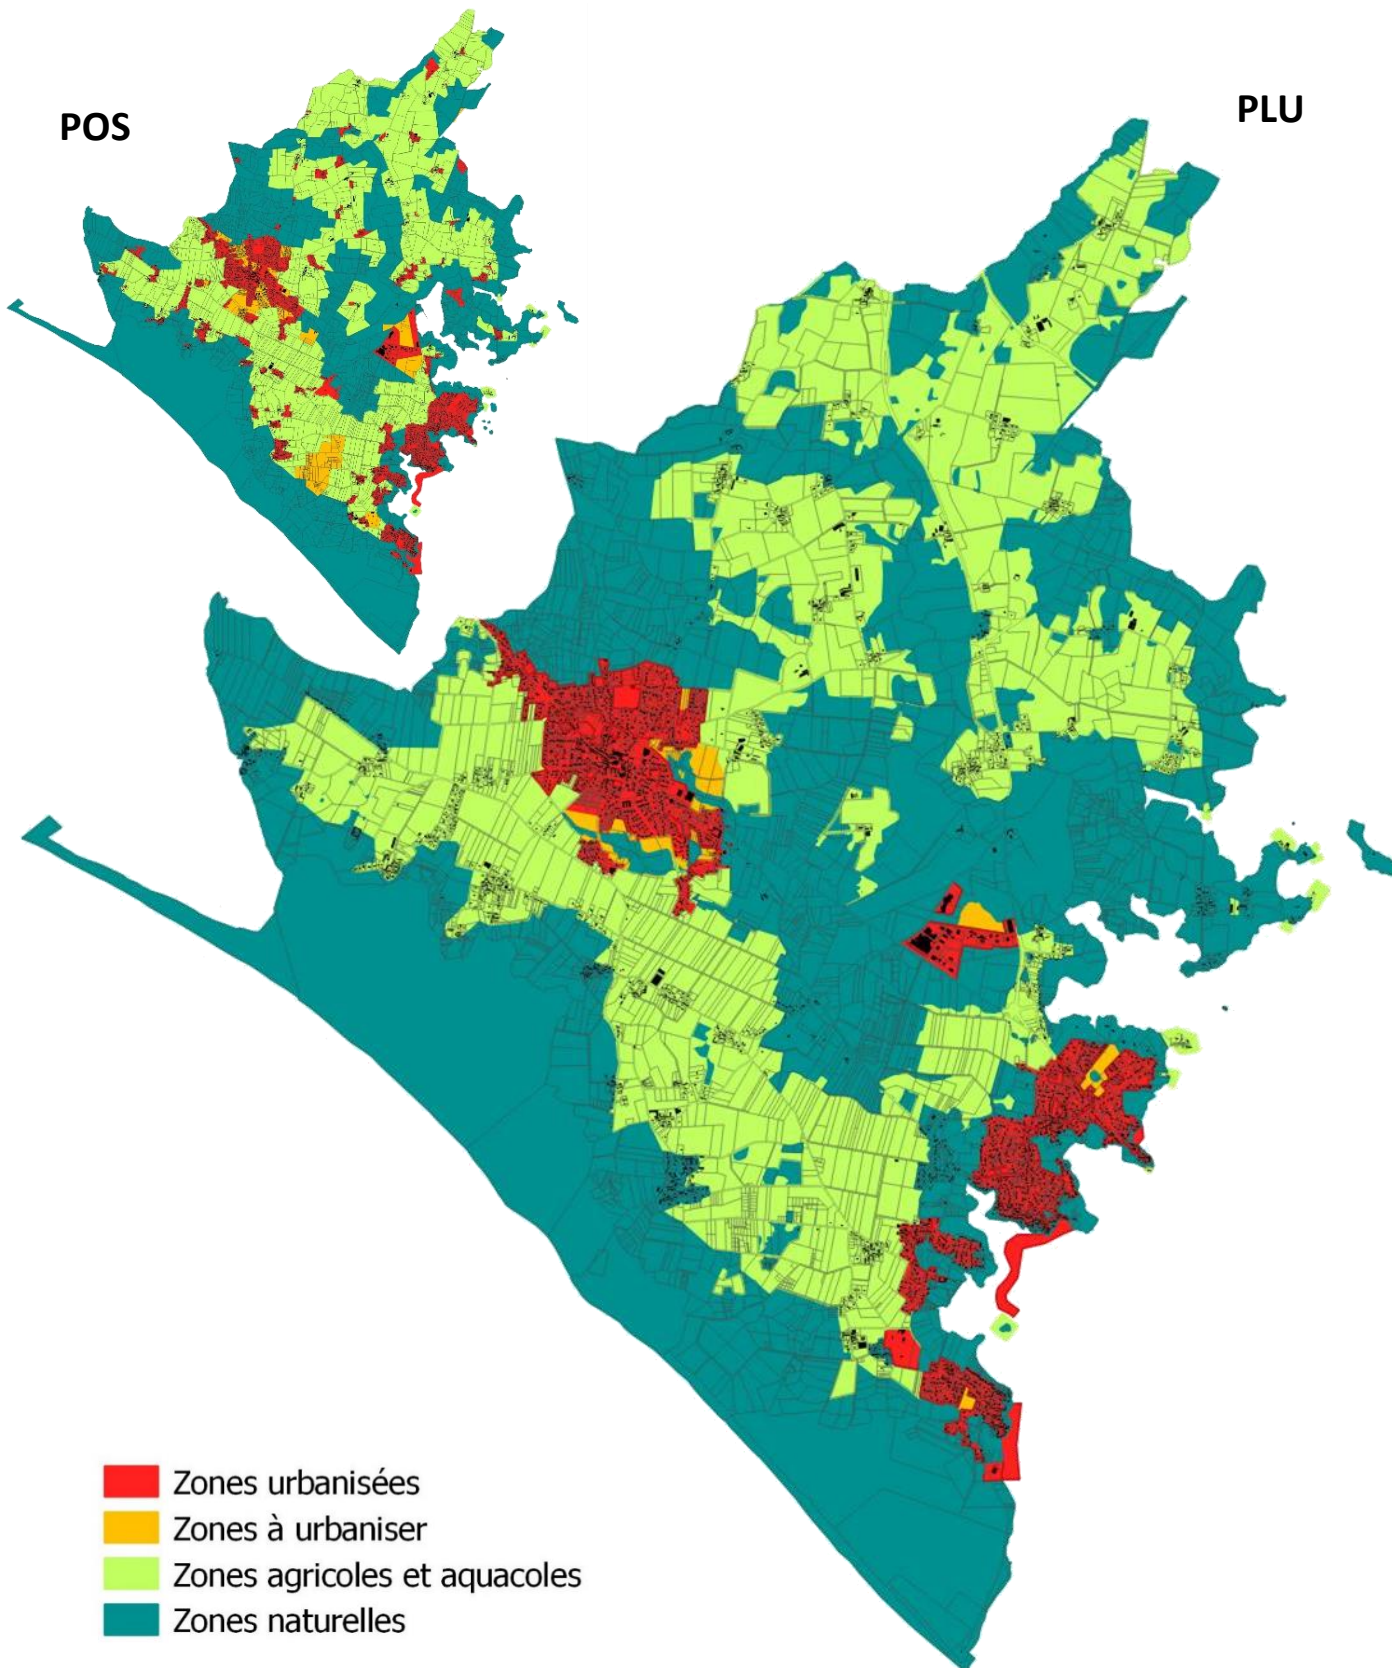 POS
PLU
Zones urbanisées
Zones à urbaniser
Zones agricoles et aquacoles
Zones naturelles